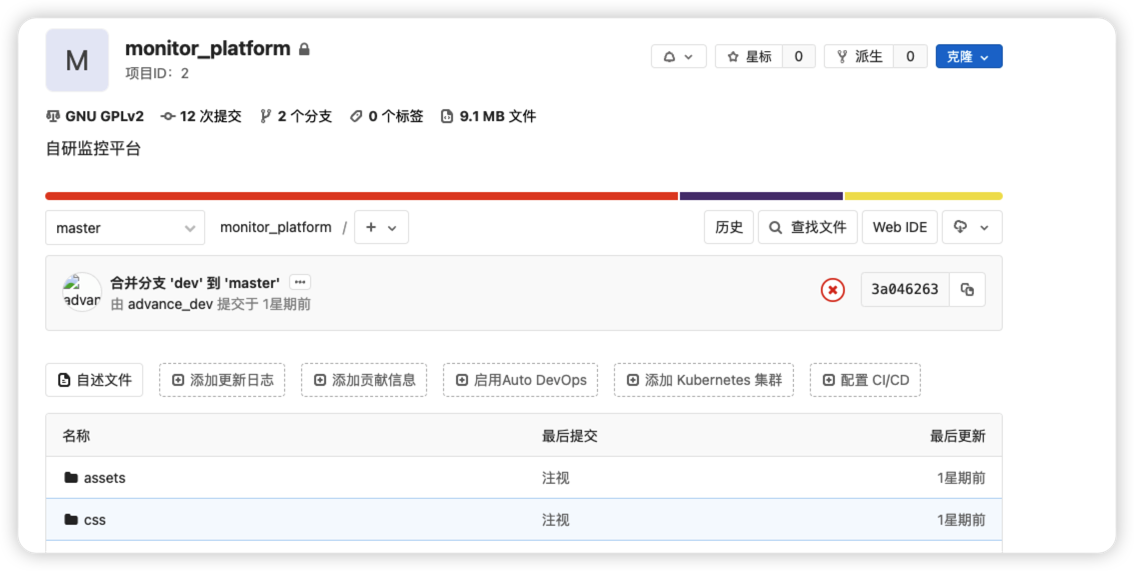 M
monitor_platform
项目ID: 2
星标 0
派生 0
克隆
GNU GPLv2 12 次提交 2 个分支 0 个标签 9.1 MB 文件
自研监控平台
master
monitor_platform / +
历史 查找文件 Web IDE
advan
合并分支 'dev' 到 'master'
由 advance_dev 提交于 1星期前
3a046263
自述文件 添加更新日志 添加贡献信息 启用Auto DevOps 添加 Kubernetes 集群 配置 CI/CD
名称 最后提交 最后更新
assets 注视 1星期前
css 注视 1星期前